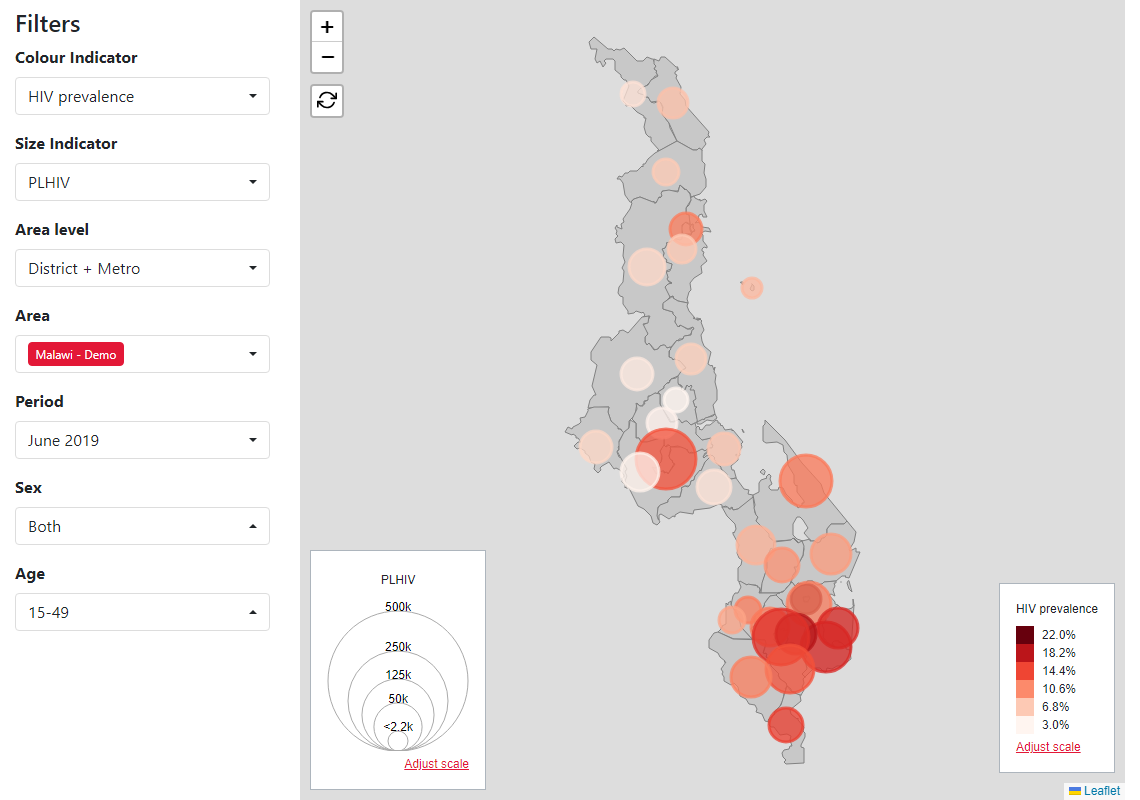 Filters
Colour Indicator
HIV prevalence
Size Indicator
PLHIV
Area level
District + Metro
Area
Malawi - Demo
Period
June 2019
Sex
Both
Age
15-49
+
−
PLHIV
500k
250k
125k
50k
<2.2k
Adjust scale
HIV prevalence
22.0%
18.2%
14.4%
10.6%
6.8%
3.0%
Adjust scale
Leaflet